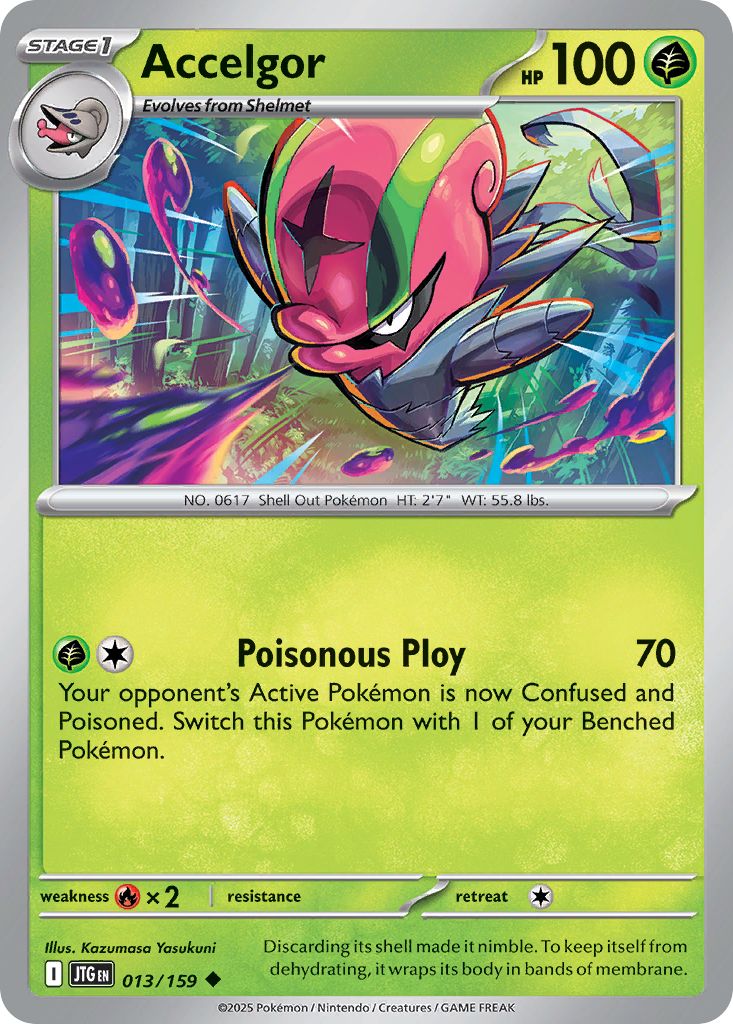 STAGE 1
Accelgor
HP 100
Evolves from Shelmet
NO. 0617 Shell Out Pokémon HT: 2'7" WT: 55.8 lbs.
Poisonous Ploy 70
Your opponent's Active Pokémon is now Confused and
Poisoned. Switch this Pokémon with 1 of your Benched
Pokémon.
weakness ×2 resistance retreat
Illus. Kazumasa Yasukuni
Discarding its shell made it nimble. To keep itself from
dehydrating, it wraps its body in bands of membrane.
I JTG EN 013/159
©2025 Pokémon / Nintendo / Creatures / GAME FREAK